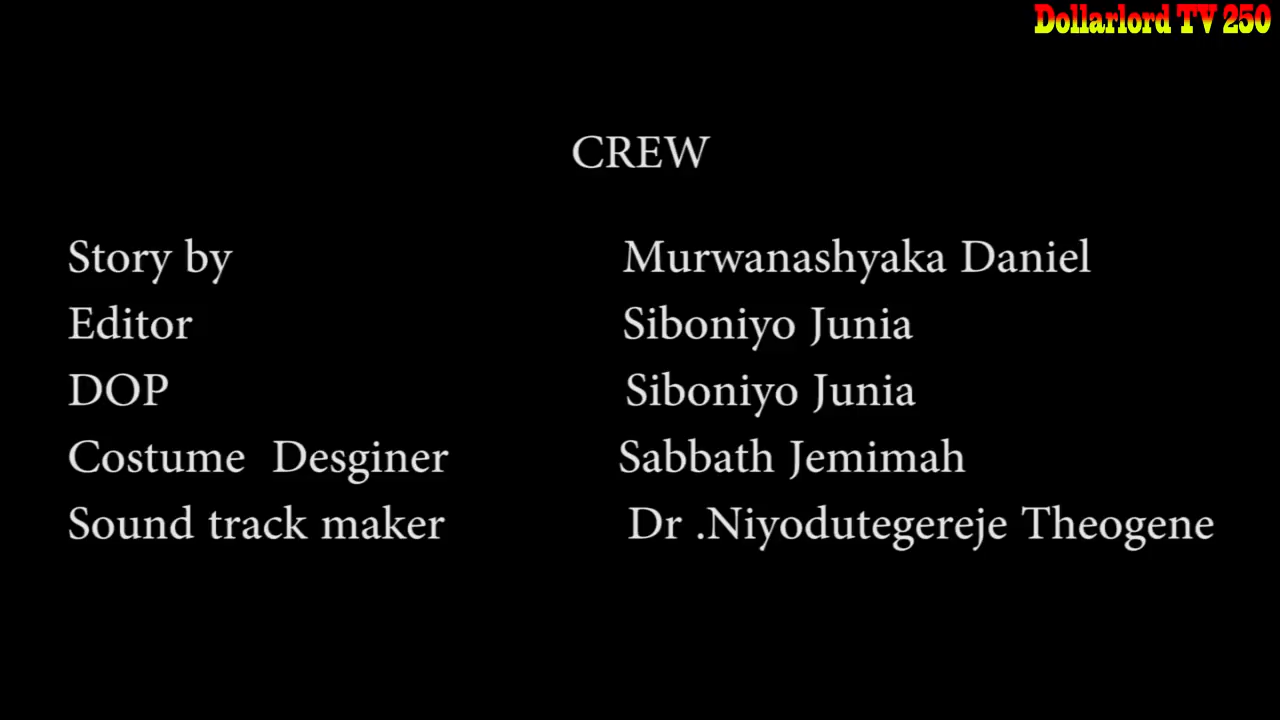 Dollarlord TV 250
CREW
Story by Murwanashyaka Daniel
Editor Siboniyo Junia
DOP Siboniyo Junia
Costume Desginer Sabbath Jemimah
Sound track maker Dr .Niyodutegereje Theogene